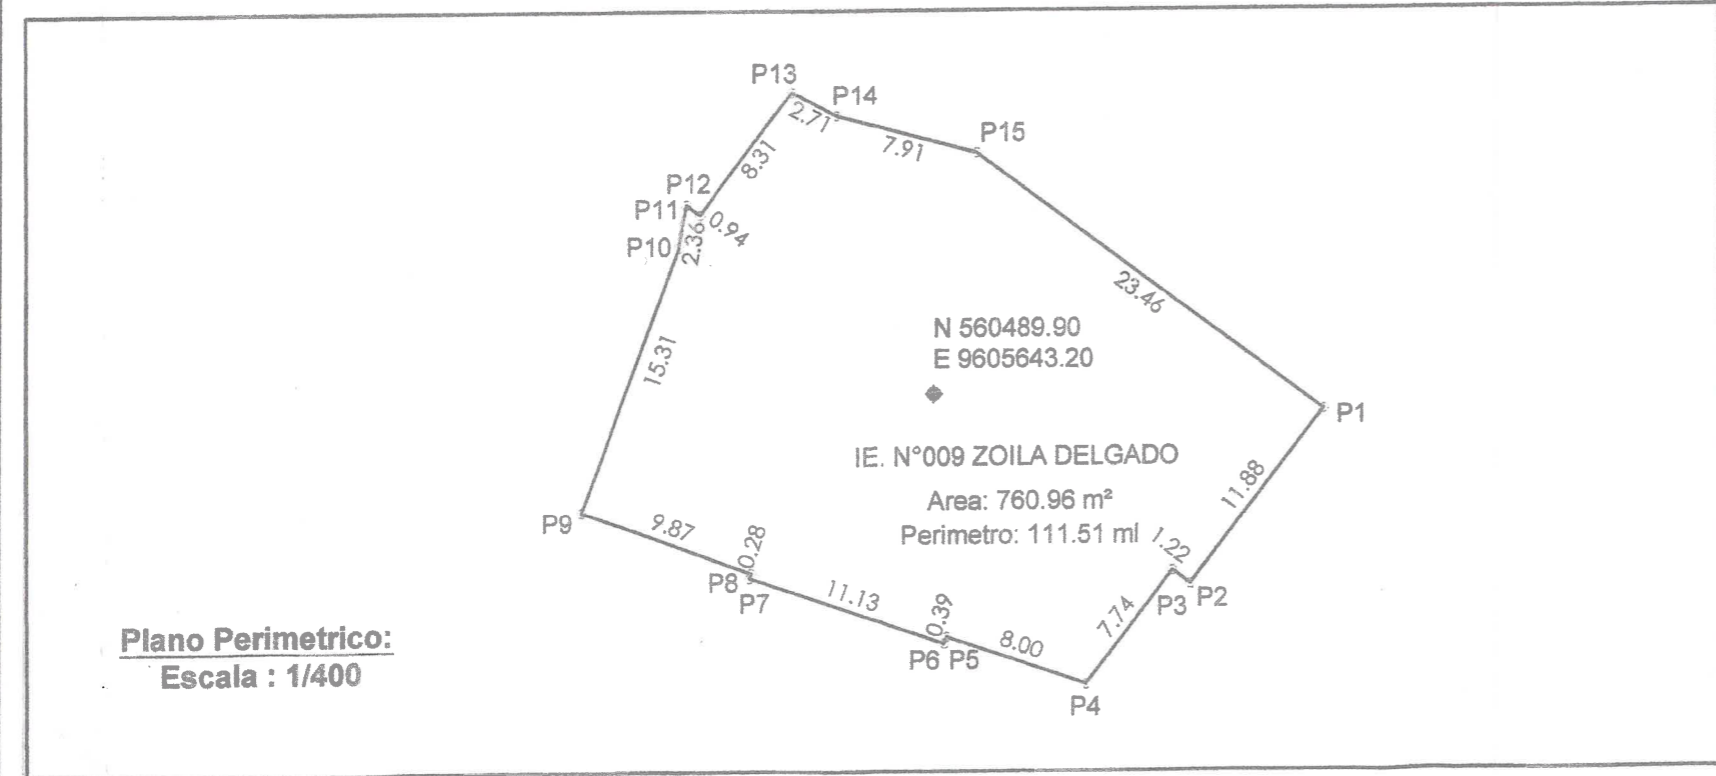 P13
P14
2.71
P15
7.91
8.31
P12
P11
0.94
P10
2.36
23.46
N 560489.90
E 9605643.20
15.31
P1
IE. N°009 ZOILA DELGADO
Area: 760.96 m²
Perimetro: 111.51 ml
11.88
1.22
P9
9.87
0.28
P8
P7
11.13
0.39
P3
P2
7.74
8.00
P6
P5
P4
Plano Perimetrico:
Escala : 1/400